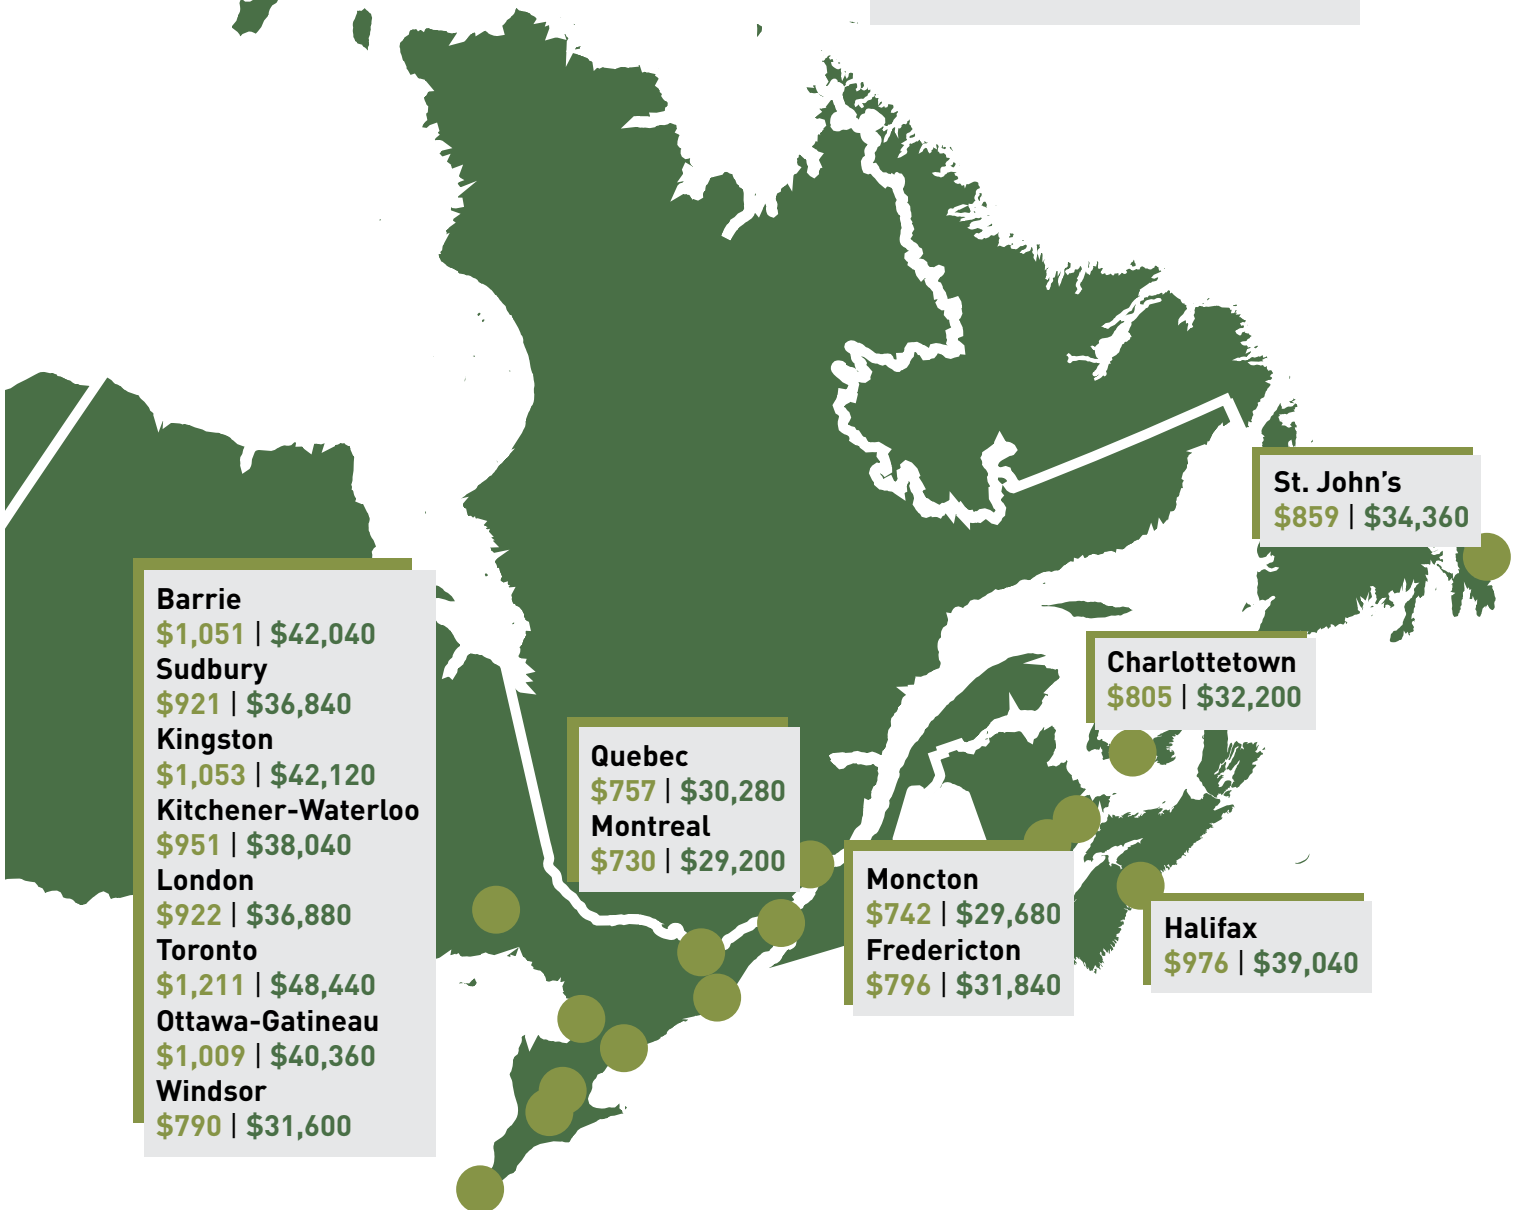 St. John’s
$859 | $34,360
Barrie
$1,051 | $42,040
Sudbury
$921 | $36,840
Kingston
$1,053 | $42,120
Kitchener-Waterloo
$951 | $38,040
London
$922 | $36,880
Toronto
$1,211 | $48,440
Ottawa-Gatineau
$1,009 | $40,360
Windsor
$790 | $31,600
Quebec
$757 | $30,280
Montreal
$730 | $29,200
Charlottetown
$805 | $32,200
Moncton
$742 | $29,680
Fredericton
$796 | $31,840
Halifax
$976 | $39,040